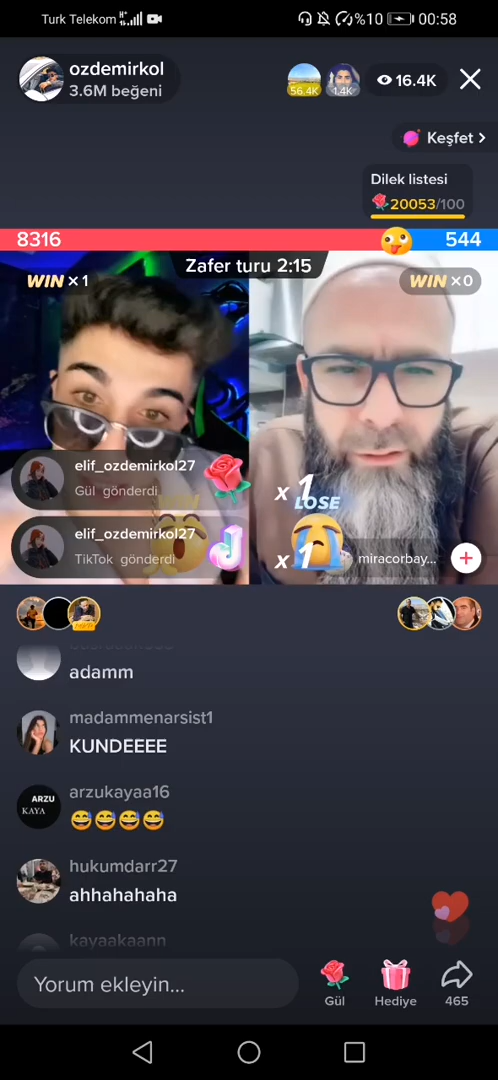 Turk Telekom
%10
00:58
ozdemirkol
3.6M beğeni
56.4K
1.4K
16.4K
Keşfet
Dilek listesi
20053/100
8316
544
Zafer turu 2:15
WIN x1
WIN x0
elif_ozdemirkol27
Gül gönderdi
x 1
LOSE
elif_ozdemirkol27
TikTok gönderdi
x 1
miracorbay...
adamm
madammenarsist1
KUNDEEEE
ARZU
KAYA
arzukayaa16
hukumdarr27
ahhahahaha
kayaakaann
Yorum ekleyin...
Gül
Hediye
465